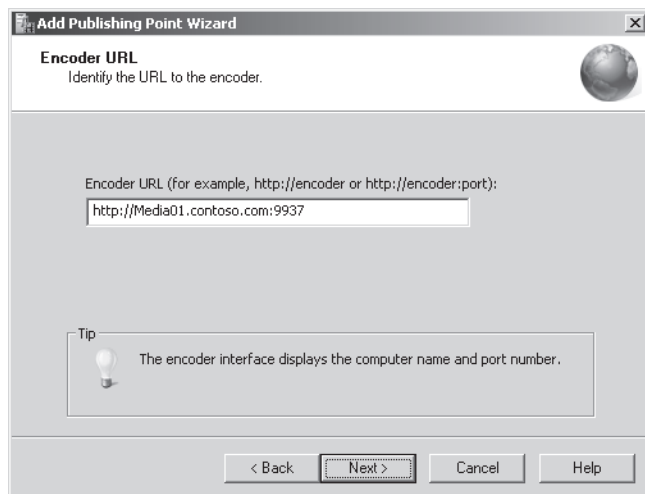 Add Publishing Point Wizard
Encoder URL
Identify the URL to the encoder.
Encoder URL (for example, http://encoder or http://encoder:port):
http://Media01.contoso.com:9937
Tip
The encoder interface displays the computer name and port number.
< Back Next > Cancel Help